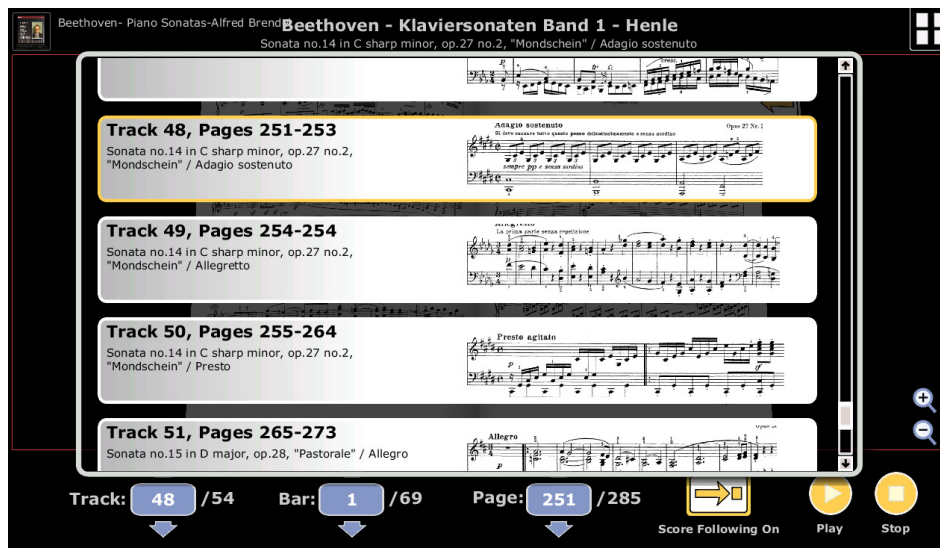 Beethoven- Piano Sonatas-Alfred Brend
Beethoven - Klaviersonaten Band 1 - Henle
Sonata no.14 in C sharp minor, op.27 no.2, "Mondschein" / Adagio sostenuto
Track 48, Pages 251-253
Sonata no.14 in C sharp minor, op.27 no.2,
"Mondschein" / Adagio sostenuto
Adagio sostenuto
Opus 27 Nr. 2
Si deve suonare tutto questo pezzo delicatissimamente e senza sordino
sempre pp e senza sordino
Track 49, Pages 254-254
Sonata no.14 in C sharp minor, op.27 no.2,
"Mondschein" / Allegretto
Allegretto
La prima parte senza repetizione
p
Track 50, Pages 255-264
Sonata no.14 in C sharp minor, op.27 no.2,
"Mondschein" / Presto
Presto agitato
p
sf
Track 51, Pages 265-273
Sonata no.15 in D major, op.28, "Pastorale" / Allegro
Allegro
p
Track: 48 /54
Bar: 1 /69
Page: 251 /285
Score Following On
Play
Stop